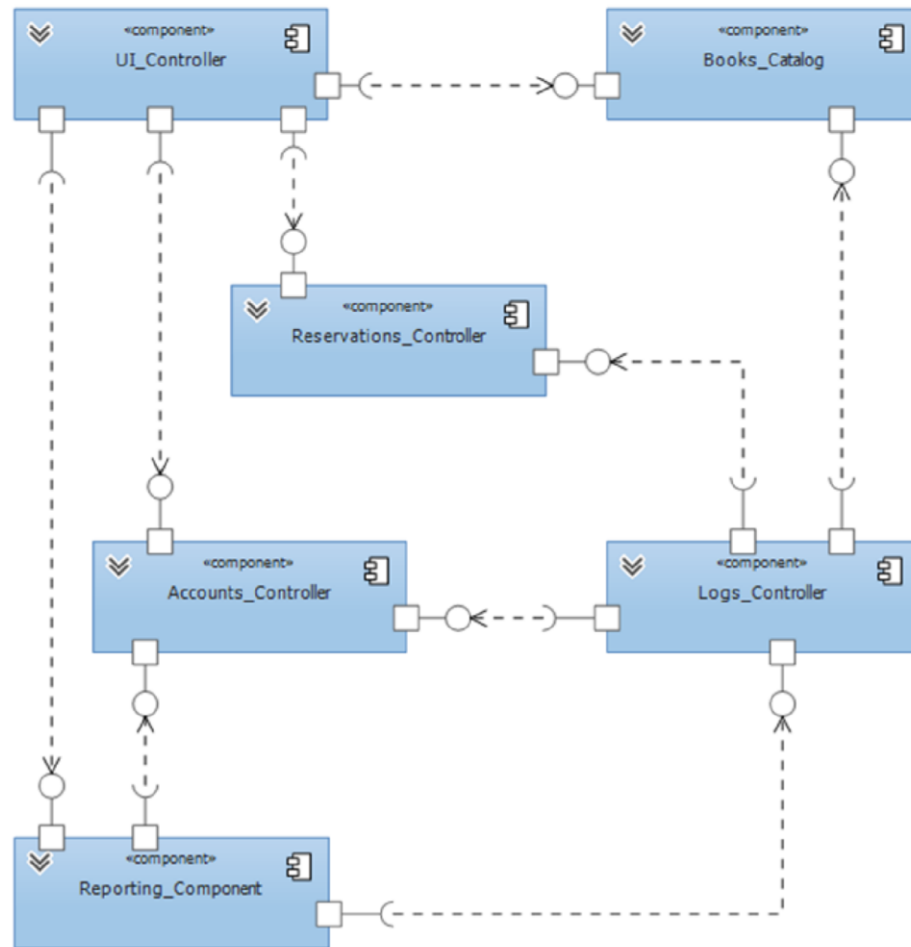 «component»
UI_Controller
«component»
Books_Catalog
«component»
Reservations_Controller
«component»
Accounts_Controller
«component»
Logs_Controller
«component»
Reporting_Component